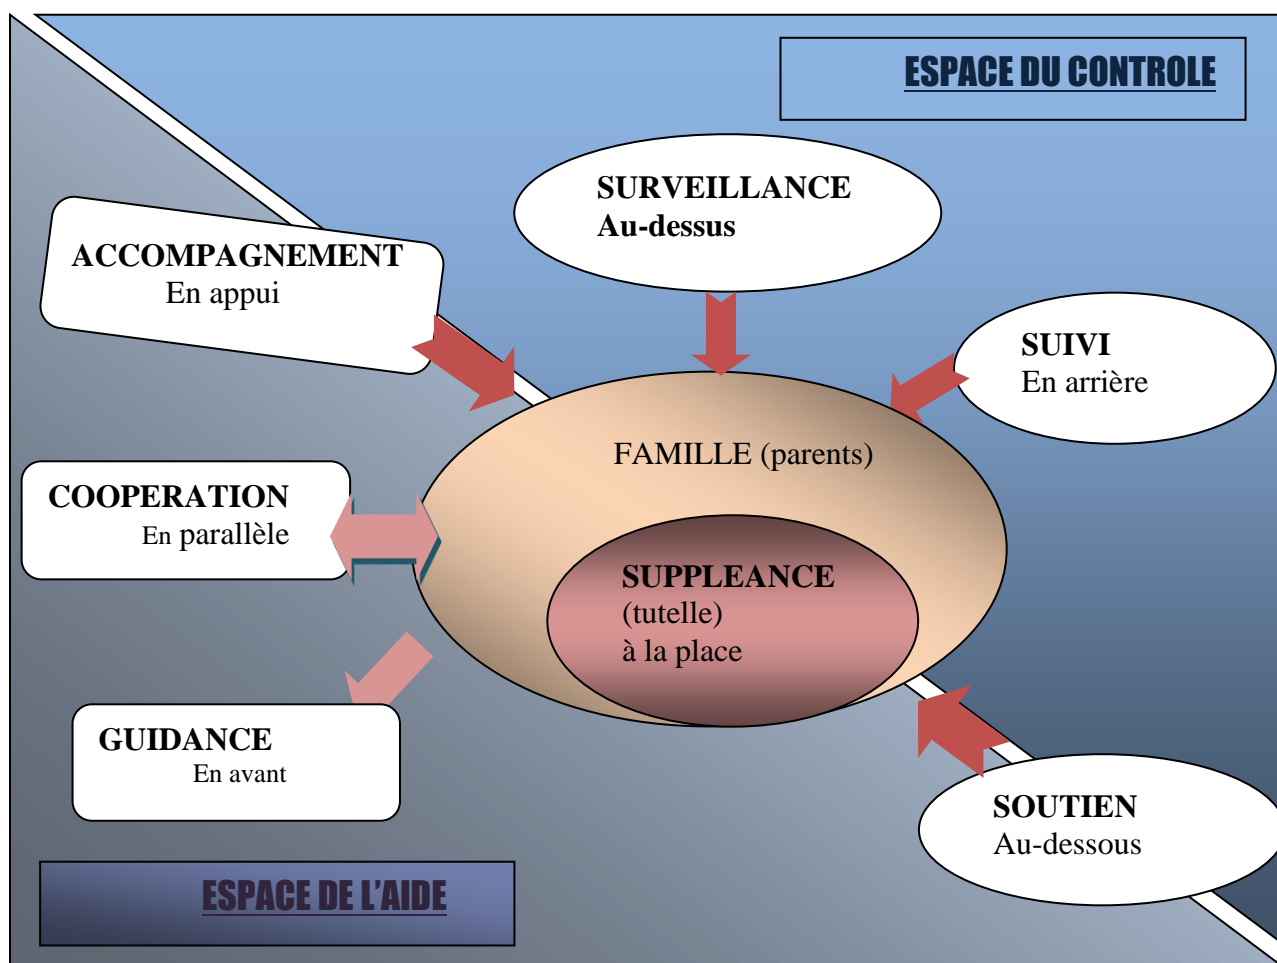 ESPACE DU CONTROLE
SURVEILLANCE
Au-dessus
ACCOMPAGNEMENT
En appui
SUIVI
En arrière
FAMILLE (parents)
COOPERATION
En parallèle
SUPPLEANCE
(tutelle)
à la place
GUIDANCE
En avant
SOUTIEN
Au-dessous
ESPACE DE L’AIDE